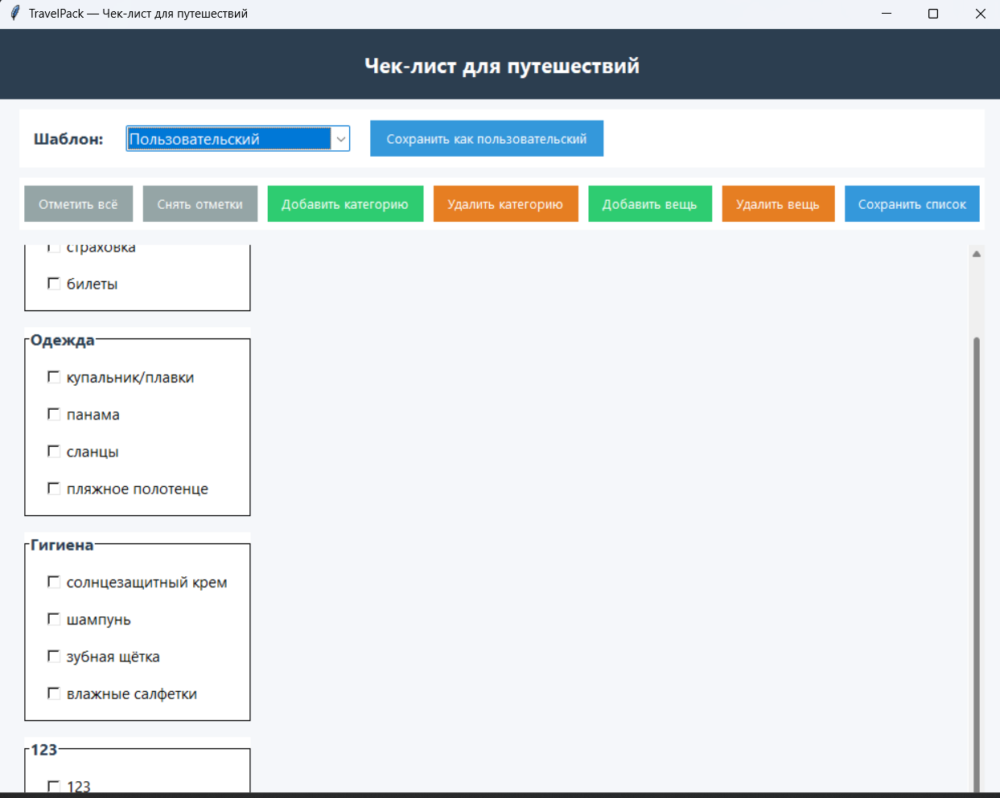 TravelPack — Чек-лист для путешествий
Чек-лист для путешествий
Шаблон: Пользовательский Сохранить как пользовательский
Отметить всё Снять отметки Добавить категорию Удалить категорию Добавить вещь Удалить вещь Сохранить список
страховка
билеты
Одежда
купальник/плавки
панама
сланцы
пляжное полотенце
Гигиена
солнцезащитный крем
шампунь
зубная щётка
влажные салфетки
123
123